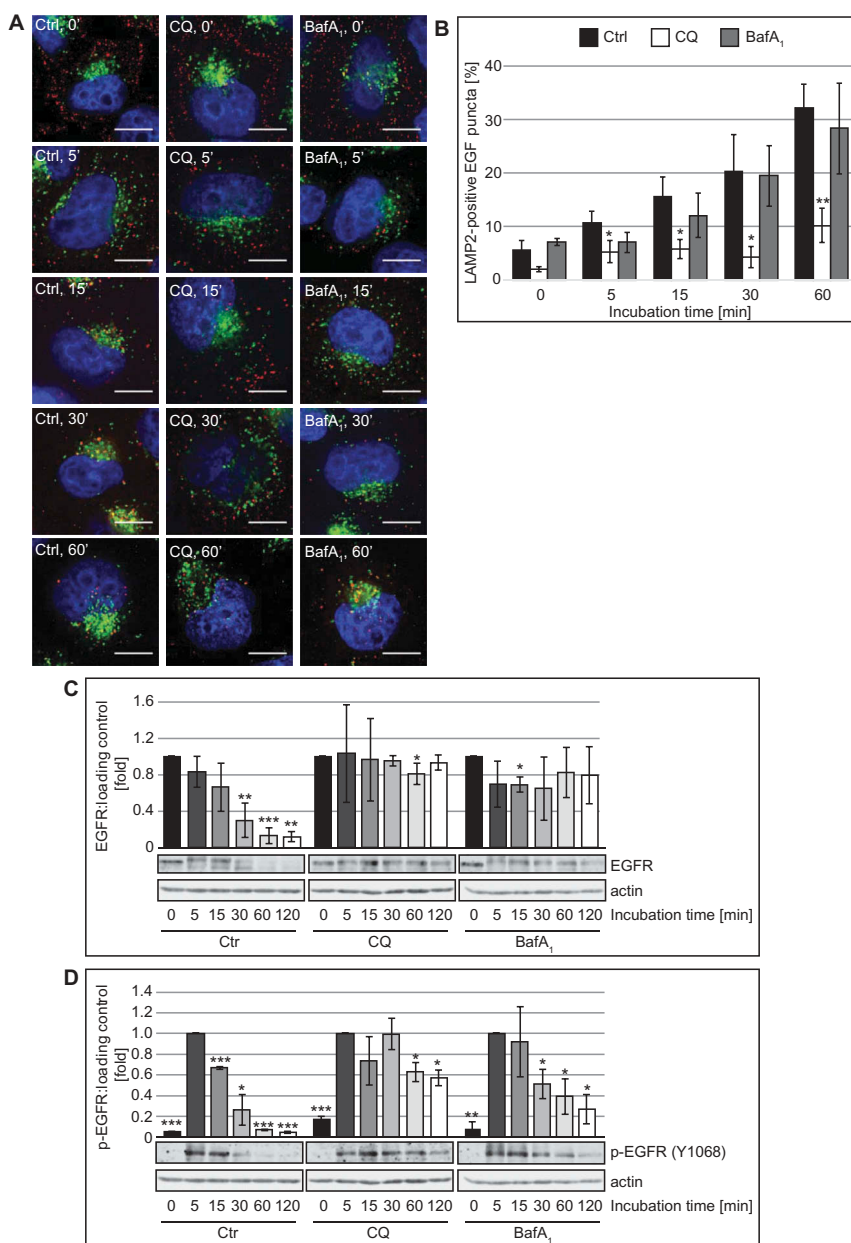 A
Ctrl, 0'
CQ, 0'
BafA₁, 0'
Ctrl, 5'
CQ, 5'
BafA₁, 5'
Ctrl, 15'
CQ, 15'
BafA₁, 15'
Ctrl, 30'
CQ, 30'
BafA₁, 30'
Ctrl, 60'
CQ, 60'
BafA₁, 60'
B
Ctrl CQ BafA₁
LAMP2-positive EGF puncta [%]
40
30
20
10
0
* * * **
0 5 15 30 60
Incubation time [min]
C
EGFR:loading control
[fold]
1.6
1.2
0.8
0.4
0
** *** ** * *
EGFR
actin
0 5 15 30 60 120 0 5 15 30 60 120 0 5 15 30 60 120 Incubation time [min]
Ctr CQ BafA₁
D
p-EGFR:loading control
[fold]
1.4
1.2
1.0
0.8
0.6
0.4
0.2
0
*** *** * *** *** *** * * ** * * *
p-EGFR (Y1068)
actin
0 5 15 30 60 120 0 5 15 30 60 120 0 5 15 30 60 120 Incubation time [min]
Ctr CQ BafA₁